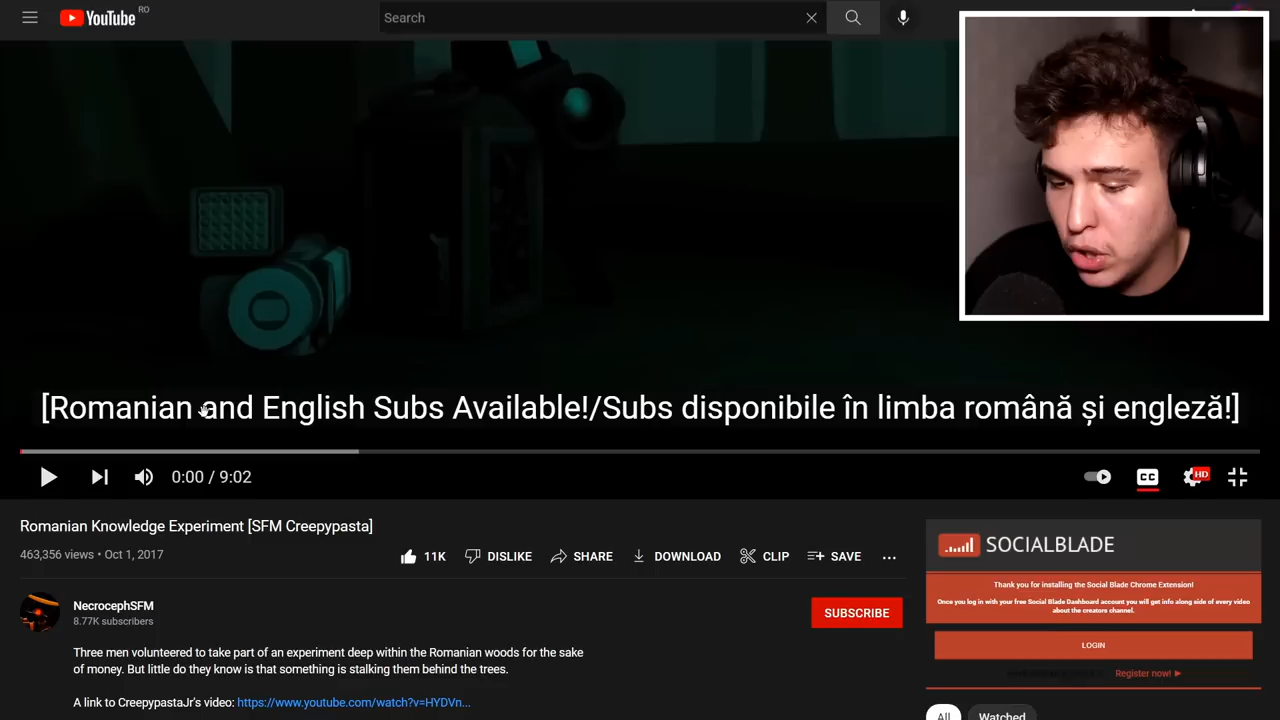 YouTube
RO
Search
[Romanian and English Subs Available!/Subs disponibile în limba română și engleză!]
0:00 / 9:02
CC
HD
Romanian Knowledge Experiment [SFM Creepypasta]
463,356 views • Oct 1, 2017
11K
DISLIKE
SHARE
DOWNLOAD
CLIP
SAVE
...
NecrocephSFM
8.77K subscribers
SUBSCRIBE
Three men volunteered to take part of an experiment deep within the Romanian woods for the sake
of money. But little do they know is that something is stalking them behind the trees.
A link to CreepypastaJr's video: https://www.youtube.com/watch?v=HYDVn...
SOCIALBLADE
Thank you for installing the Social Blade Chrome Extension!
Once you log in with your free Social Blade Dashboard account you will get info along side of every video
about the creators channel.
LOGIN
Register now!
All
Watched